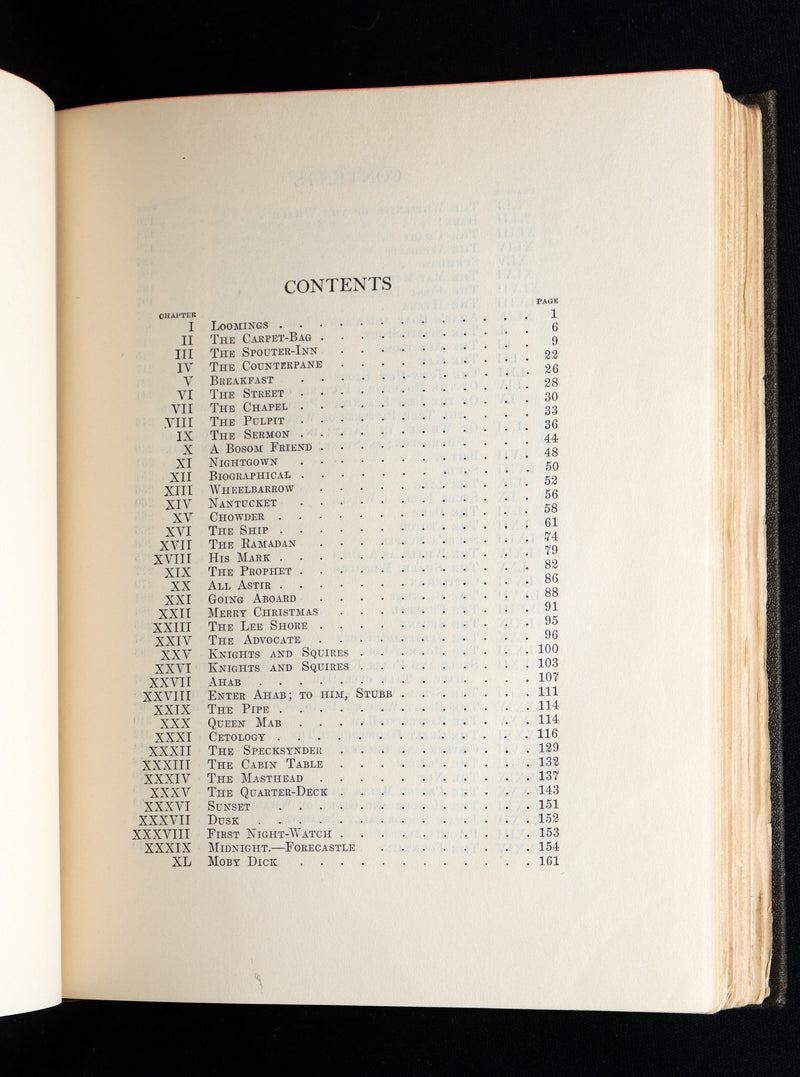 CONTENTS
CHAPTER PAGE
I Loomings 1
II The Carpet-Bag 6
III The Spouter-Inn 9
IV The Counterpane 22
V Breakfast 26
VI The Street 28
VII The Chapel 30
VIII The Pulpit 33
IX The Sermon 36
X A Bosom Friend 44
XI Nightgown 48
XII Biographical 50
XIII Wheelbarrow 52
XIV Nantucket 56
XV Chowder 58
XVI The Ship 61
XVII The Ramadan 74
XVIII His Mark 79
XIX The Prophet 82
XX All Astir 86
XXI Going Aboard 88
XXII Merry Christmas 91
XXIII The Lee Shore 95
XXIV The Advocate 96
XXV Knights and Squires 100
XXVI Knights and Squires 103
XXVII Ahab 107
XXVIII Enter Ahab; to him, Stubb 111
XXIX The Pipe 114
XXX Queen Mab 114
XXXI Cetology 116
XXXII The Specksynder 129
XXXIII The Cabin Table 132
XXXIV The Masthead 137
XXXV The Quarter-Deck 143
XXXVI Sunset 151
XXXVII Dusk 152
XXXVIII First Night-Watch 153
XXXIX Midnight.—Forecastle 154
XL Moby Dick 161